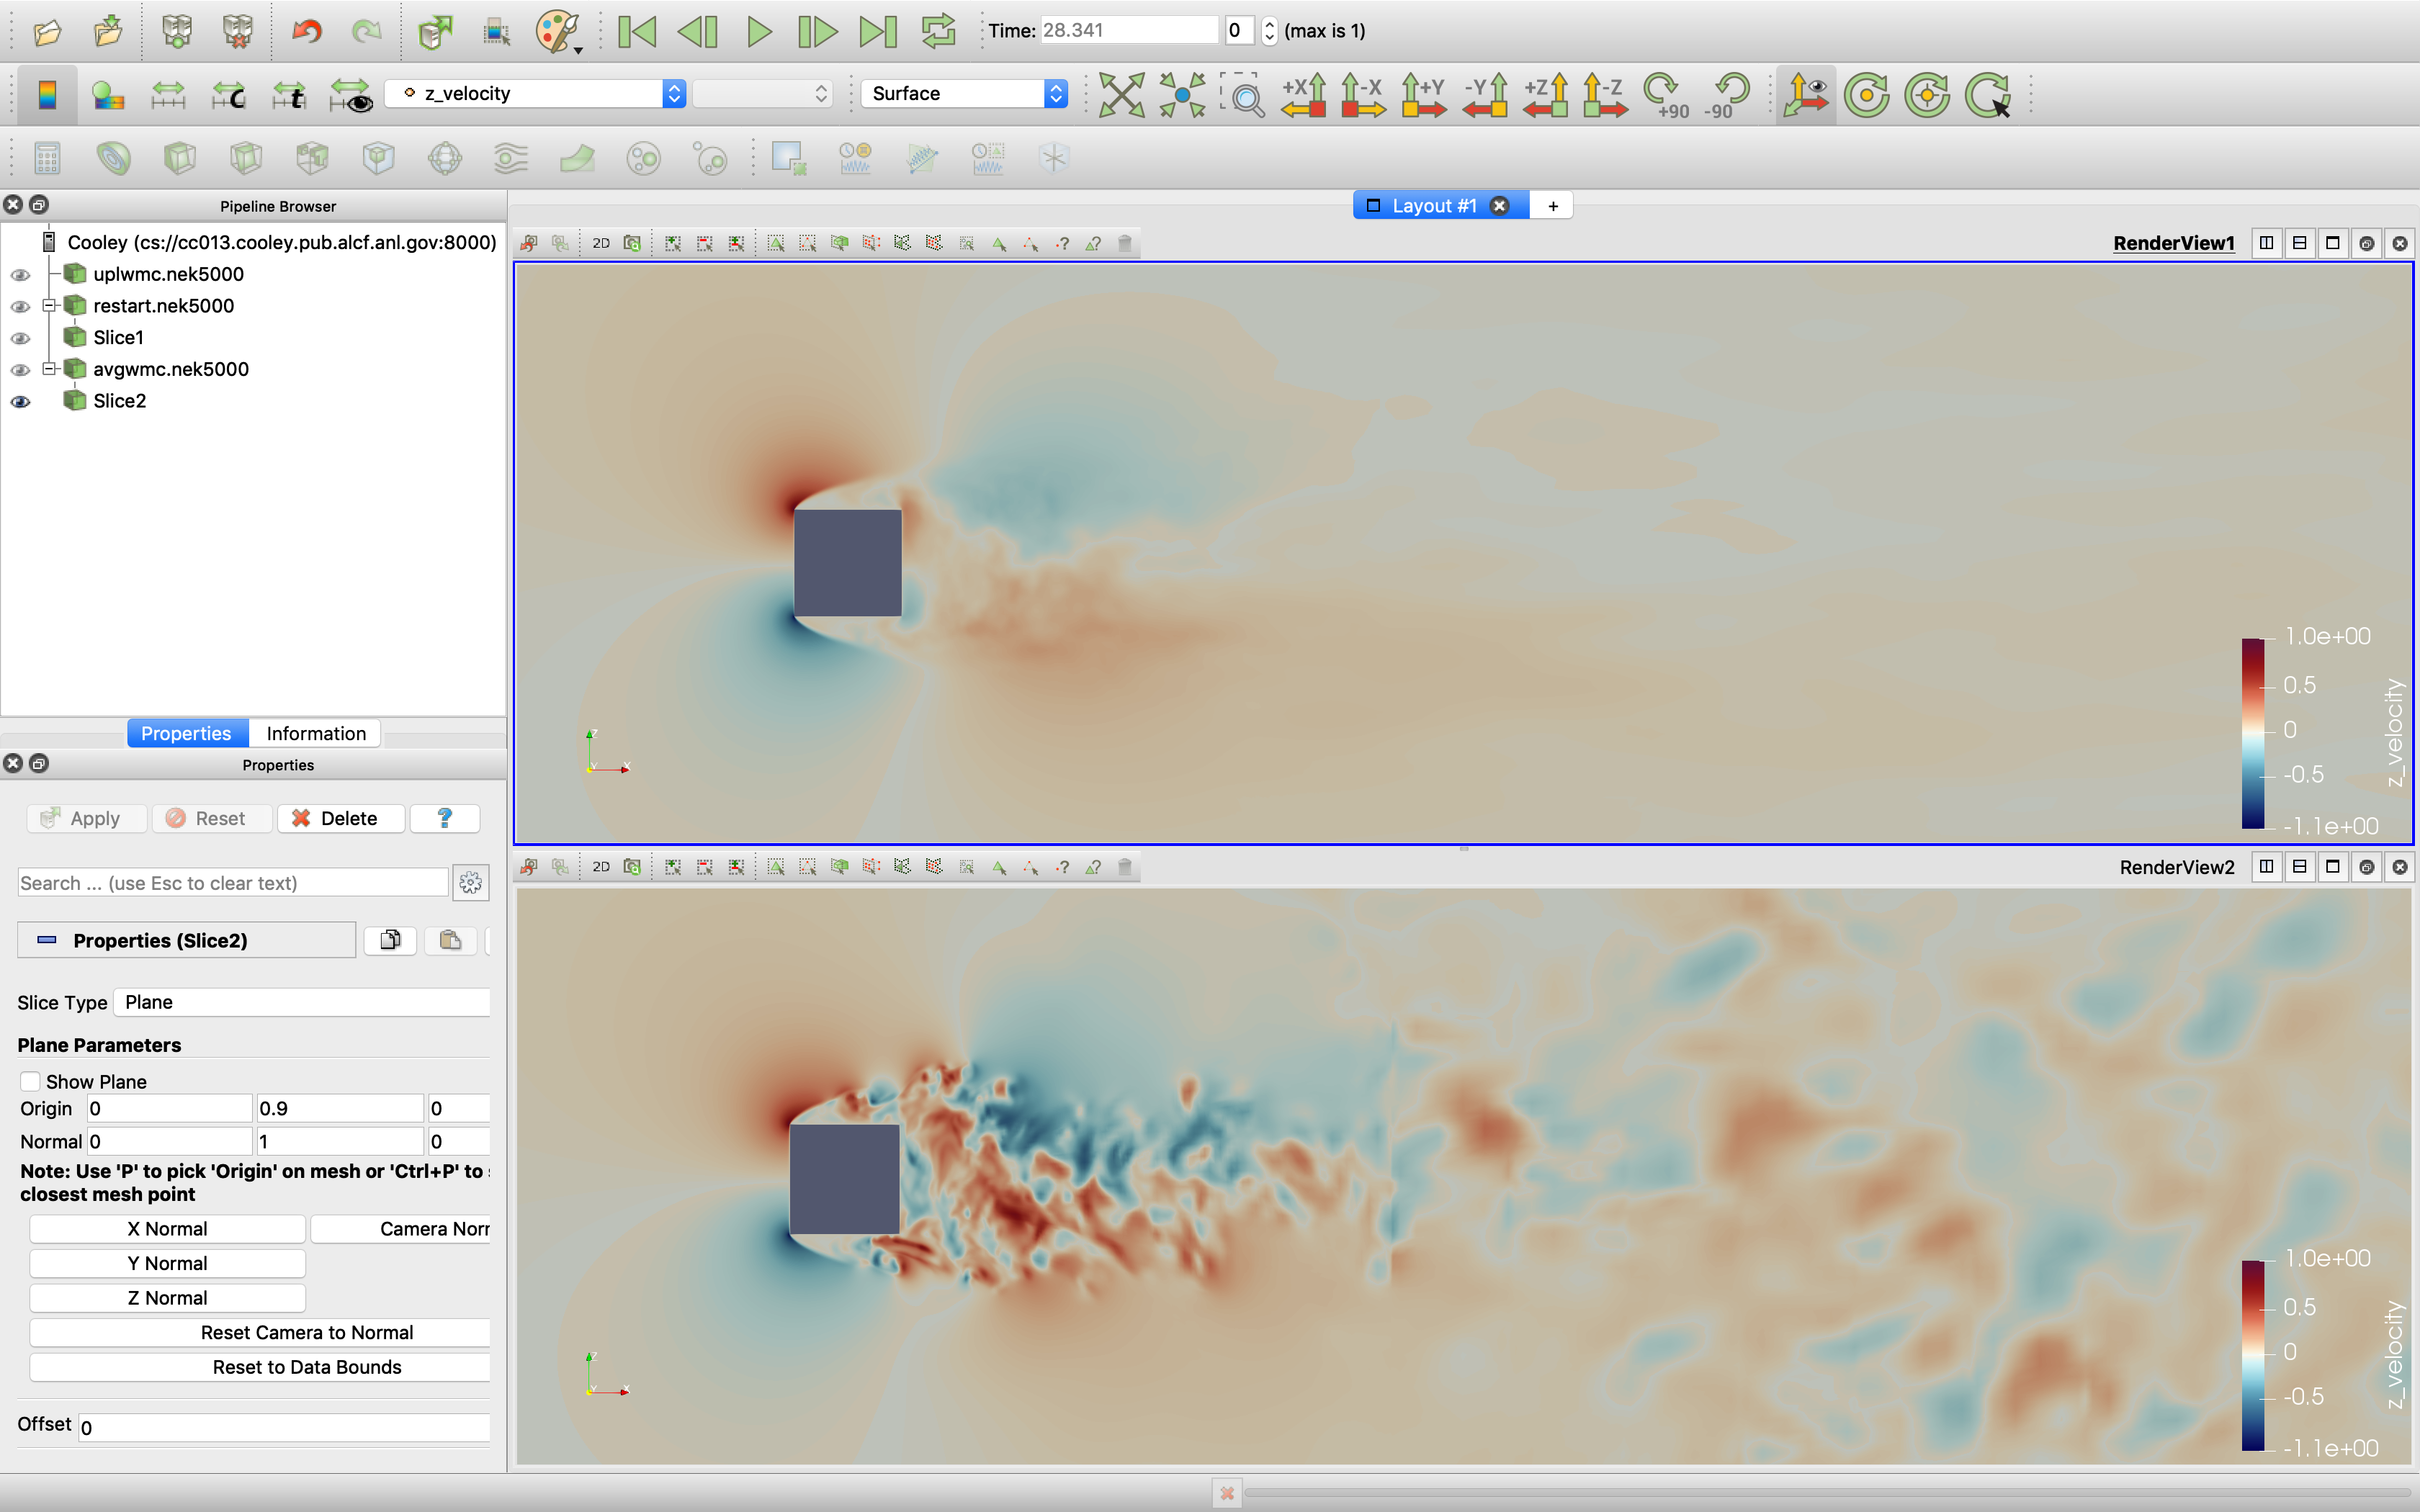 Time: 28.341 0 (max is 1)
z_velocity Surface +X -X +Y -Y +Z -Z +90 -90
C t
Pipeline Browser
Layout #1 +
Cooley (cs://cc013.cooley.pub.alcf.anl.gov:8000)
uplwmc.nek5000
restart.nek5000
Slice1
avgwmc.nek5000
Slice2
2D ? ? RenderView1
1.0e+00
0.5
0
-0.5
-1.1e+00
z_velocity
Z
Y X
Properties Information
Properties
Apply Reset Delete ?
Search ... (use Esc to clear text)
Properties (Slice2)
Slice Type Plane
Plane Parameters
Show Plane
Origin 0 0.9 0
Normal 0 1 0
Note: Use 'P' to pick 'Origin' on mesh or 'Ctrl+P' to
closest mesh point
X Normal Camera Norr
Y Normal
Z Normal
Reset Camera to Normal
Reset to Data Bounds
Offset 0
2D ? ? RenderView2
1.0e+00
0.5
0
-0.5
-1.1e+00
z_velocity
Z
Y X